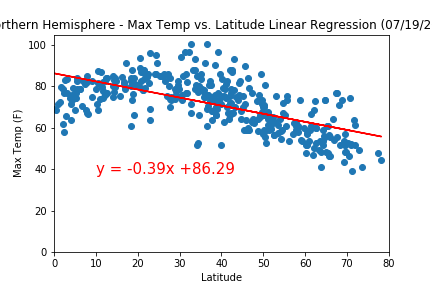 orthern Hemisphere - Max Temp vs. Latitude Linear Regression (07/19/2
100
80
60
40
20
0
Max Temp (F)
y = -0.39x +86.29
0 10 20 30 40 50 60 70 80
Latitude